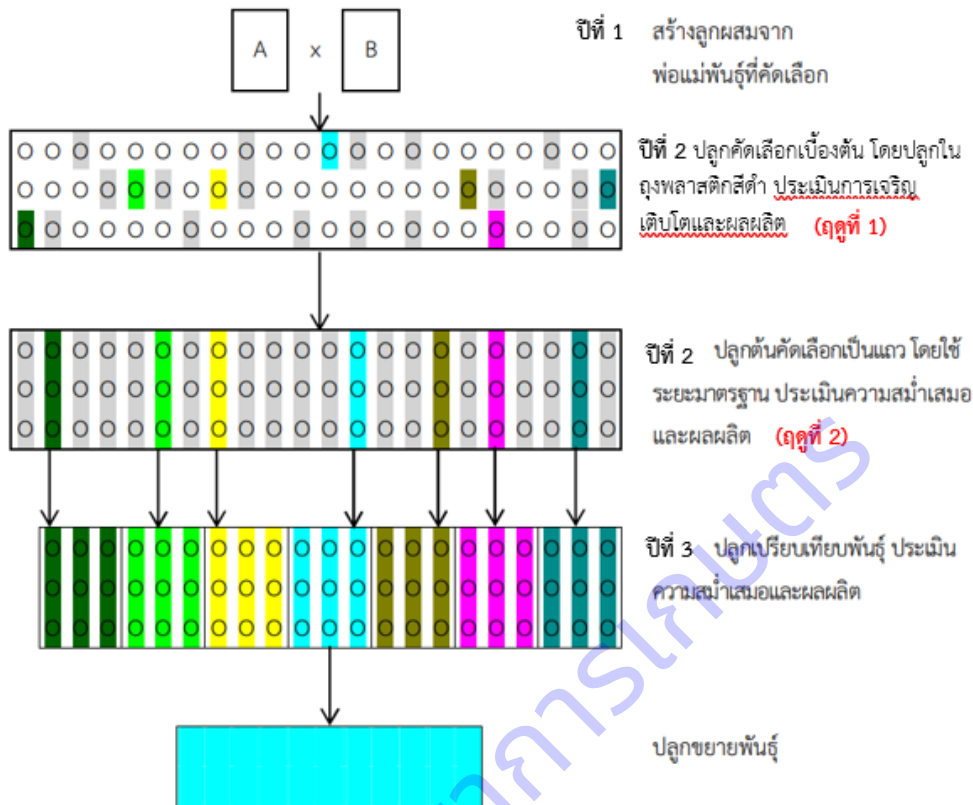 A x B
ปีที่ 1 สร้างลูกผสมจาก
พ่อแม่พันธุ์ที่คัดเลือก
ปีที่ 2 ปลูกคัดเลือกเบื้องต้น โดยปลูกใน
ถุงพลาสติกสีดำ ประเมินการเจริญ
เติบโตและผลผลิต (ฤดูที่ 1)
ปีที่ 2 ปลูกต้นคัดเลือกเป็นแถว โดยใช้
ระยะมาตรฐาน ประเมินความสม่ำเสมอ
และผลผลิต (ฤดูที่ 2)
ปีที่ 3 ปลูกเปรียบเทียบพันธุ์ ประเมิน
ความสม่ำเสมอและผลผลิต
ปลูกขยายพันธุ์
าการเกษตร